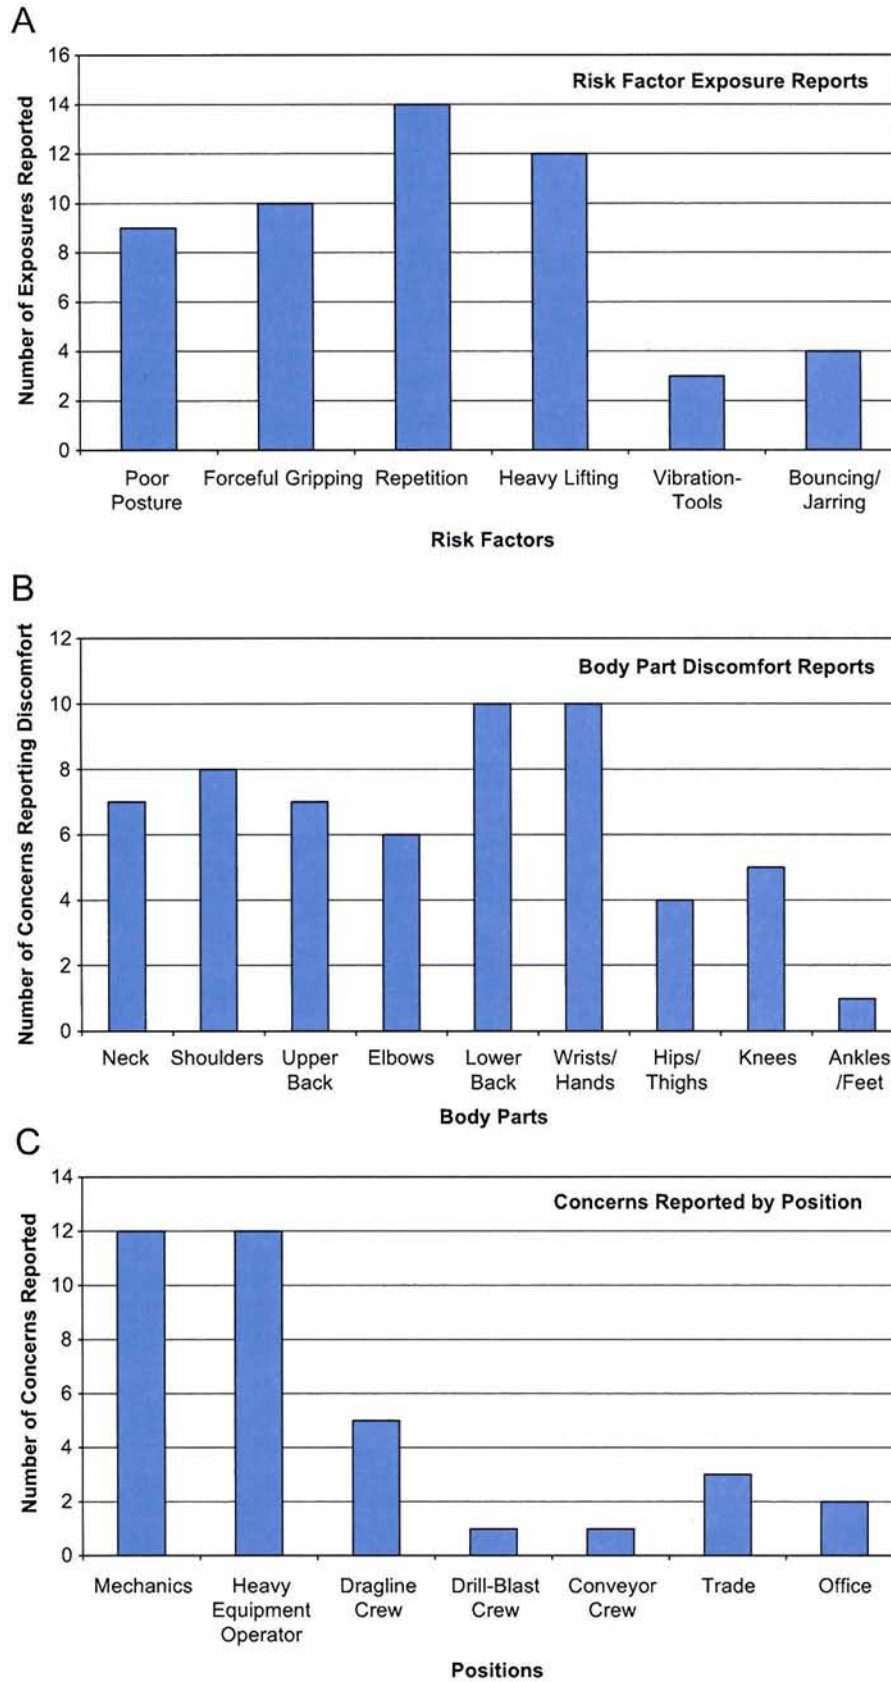 A
Risk Factor Exposure Reports
Number of Exposures Reported
16
14
12
10
8
6
4
2
0
Poor Posture
Forceful Gripping
Repetition
Heavy Lifting
Vibration-
Tools
Bouncing/
Jarring
Risk Factors
B
Body Part Discomfort Reports
Number of Concerns Reporting Discomfort
12
10
8
6
4
2
0
Neck
Shoulders
Upper
Back
Elbows
Lower
Back
Wrists/
Hands
Hips/
Thighs
Knees
Ankles
/Feet
Body Parts
C
Concerns Reported by Position
Number of Concerns Reported
14
12
10
8
6
4
2
0
Mechanics
Heavy
Equipment
Operator
Dragline
Crew
Drill-Blast
Crew
Conveyor
Crew
Trade
Office
Positions